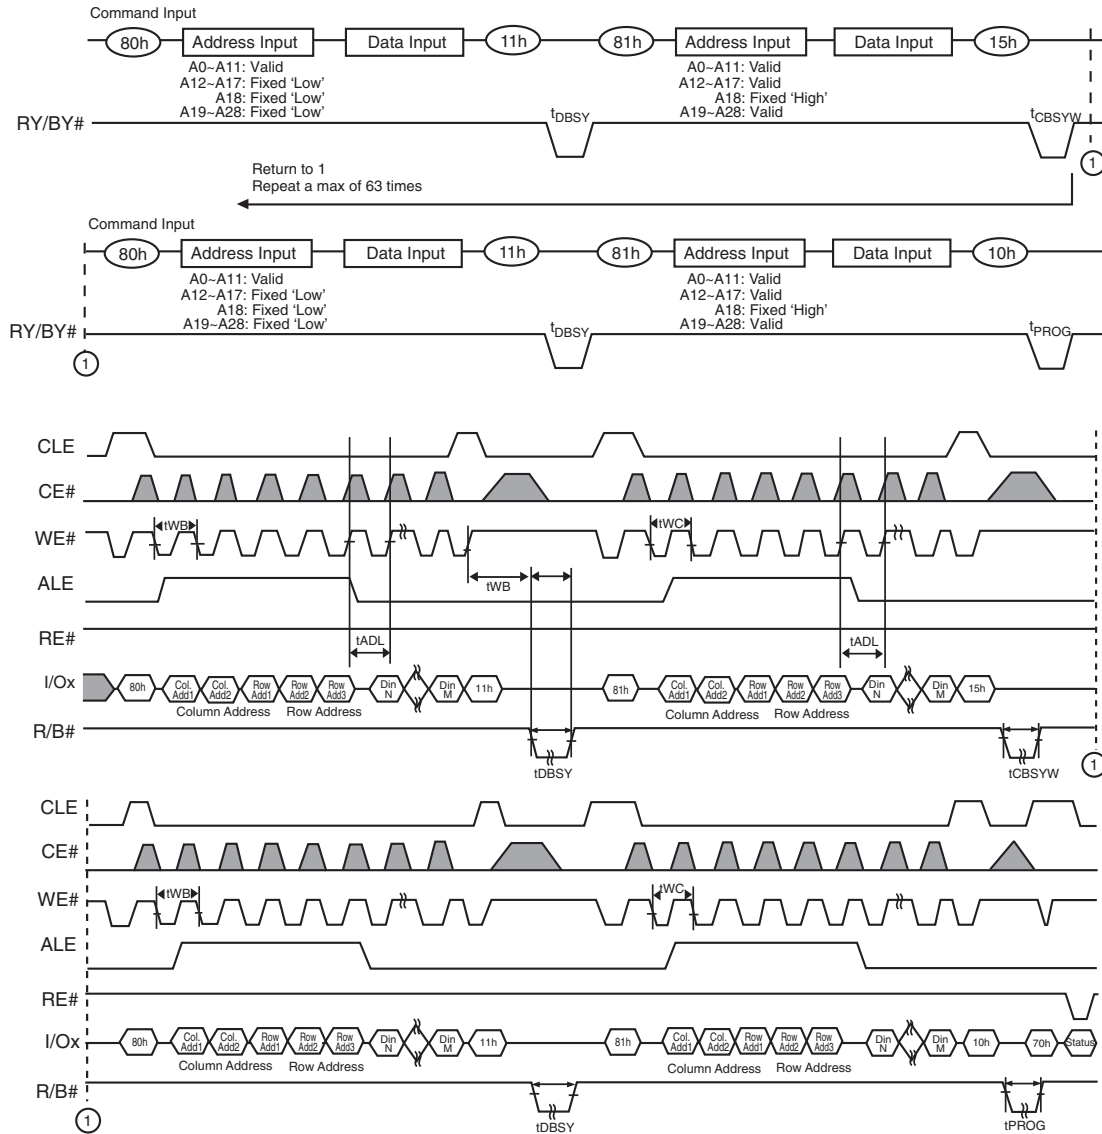 Command Input
80h Address Input Data Input 11h 81h Address Input Data Input 15h
A0~A11: Valid A0~A11: Valid
A12~A17: Fixed ‘Low’ A12~A17: Valid
A18: Fixed ‘Low’ A18: Fixed ‘High’
A19~A28: Fixed ‘Low’ A19~A28: Valid
RY/BY# tDBSY tCBSYW
1
Return to 1
Repeat a max of 63 times
Command Input
80h Address Input Data Input 11h 81h Address Input Data Input 10h
A0~A11: Valid A0~A11: Valid
A12~A17: Fixed ‘Low’ A12~A17: Valid
A18: Fixed ‘Low’ A18: Fixed ‘High’
A19~A28: Fixed ‘Low’ A19~A28: Valid
RY/BY# tDBSY tPROG
1
CLE
CE#
WE# tWB tWC
ALE tWB
RE#
tADL tADL
I/Ox 80h Col. Add1 Col. Add2 Row Add1 Row Add2 Row Add3 Din N Din M 11h 81h Col. Add1 Col. Add2 Row Add1 Row Add2 Row Add3 Din N Din M 15h
Column Address Row Address Column Address Row Address
R/B#
tDBSY tCBSYW 1
CLE
CE#
WE# tWB tWC
ALE
RE#
I/Ox 80h Col. Add1 Col. Add2 Row Add1 Row Add2 Row Add3 Din N Din M 11h 81h Col. Add1 Col. Add2 Row Add1 Row Add2 Row Add3 Din N Din M 10h 70h Status
Column Address Row Address Column Address Row Address
R/B#
1 tDBSY tPROG